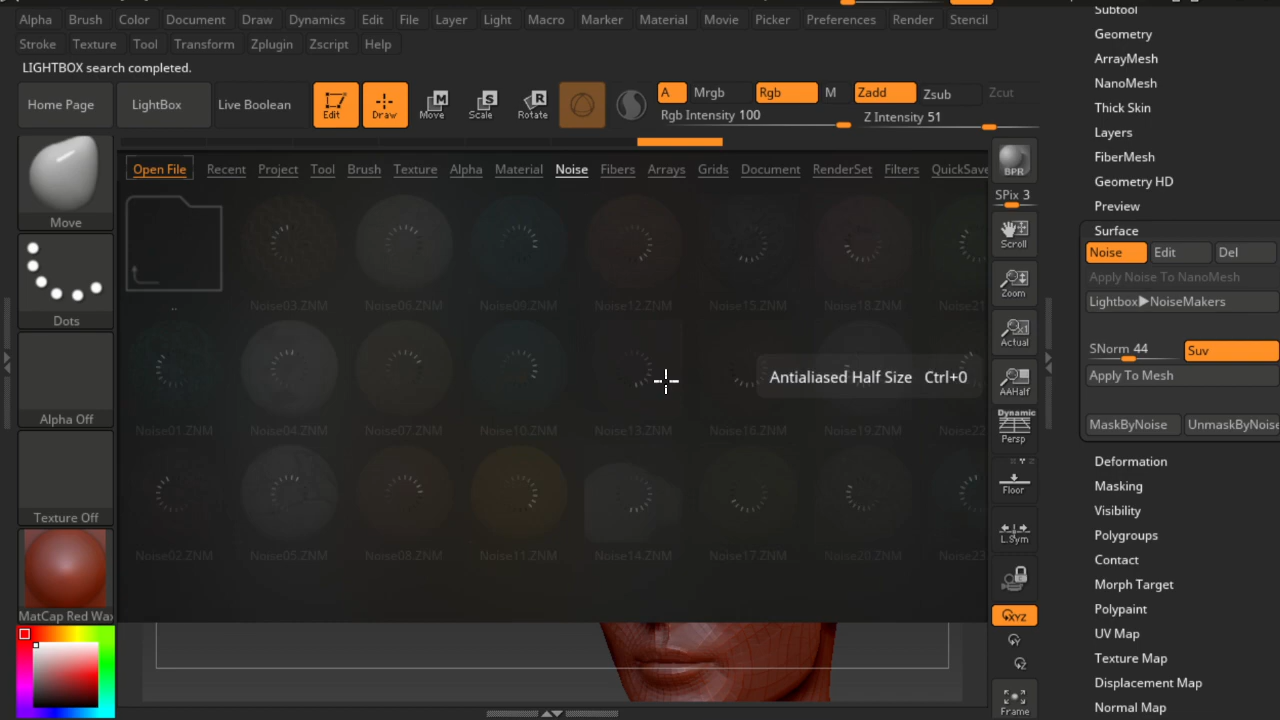 Alpha Brush Color Document Draw Dynamics Edit File Layer Light Macro Marker Material Movie Picker Preferences Render Stencil
Stroke Texture Tool Transform Zplugin Zscript Help
LIGHTBOX search completed.
Home Page LightBox Live Boolean Edit Draw Move Scale Rotate A Mrgb Rgb M Zadd Zsub Zcut
Rgb Intensity 100 Z Intensity 51
Move
Dots
Alpha Off
Texture Off
MatCap Red Wax
Open File Recent Project Tool Brush Texture Alpha Material Noise Fibers Arrays Grids Document RenderSet Filters QuickSave
..
Noise03.ZNM Noise06.ZNM Noise09.ZNM Noise12.ZNM Noise15.ZNM Noise18.ZNM Noise21
Noise01.ZNM Noise04.ZNM Noise07.ZNM Noise10.ZNM Noise13.ZNM Noise16.ZNM Noise19.ZNM Noise22
Noise02.ZNM Noise05.ZNM Noise08.ZNM Noise11.ZNM Noise14.ZNM Noise17.ZNM Noise20.ZNM Noise23
Antialiased Half Size Ctrl+0
BPR
SPix 3
Scroll
Zoom
Actual
AAHalf
Dynamic
Persp
Floor
L.Sym
XYZ
Y
Z
Frame
Subtool
Geometry
ArrayMesh
NanoMesh
Thick Skin
Layers
FiberMesh
Geometry HD
Preview
Surface
Noise Edit Del
Apply Noise To NanoMesh
Lightbox▶NoiseMakers
SNorm 44 Suv
Apply To Mesh
MaskByNoise UnmaskByNoise
Deformation
Masking
Visibility
Polygroups
Contact
Morph Target
Polypaint
UV Map
Texture Map
Displacement Map
Normal Map